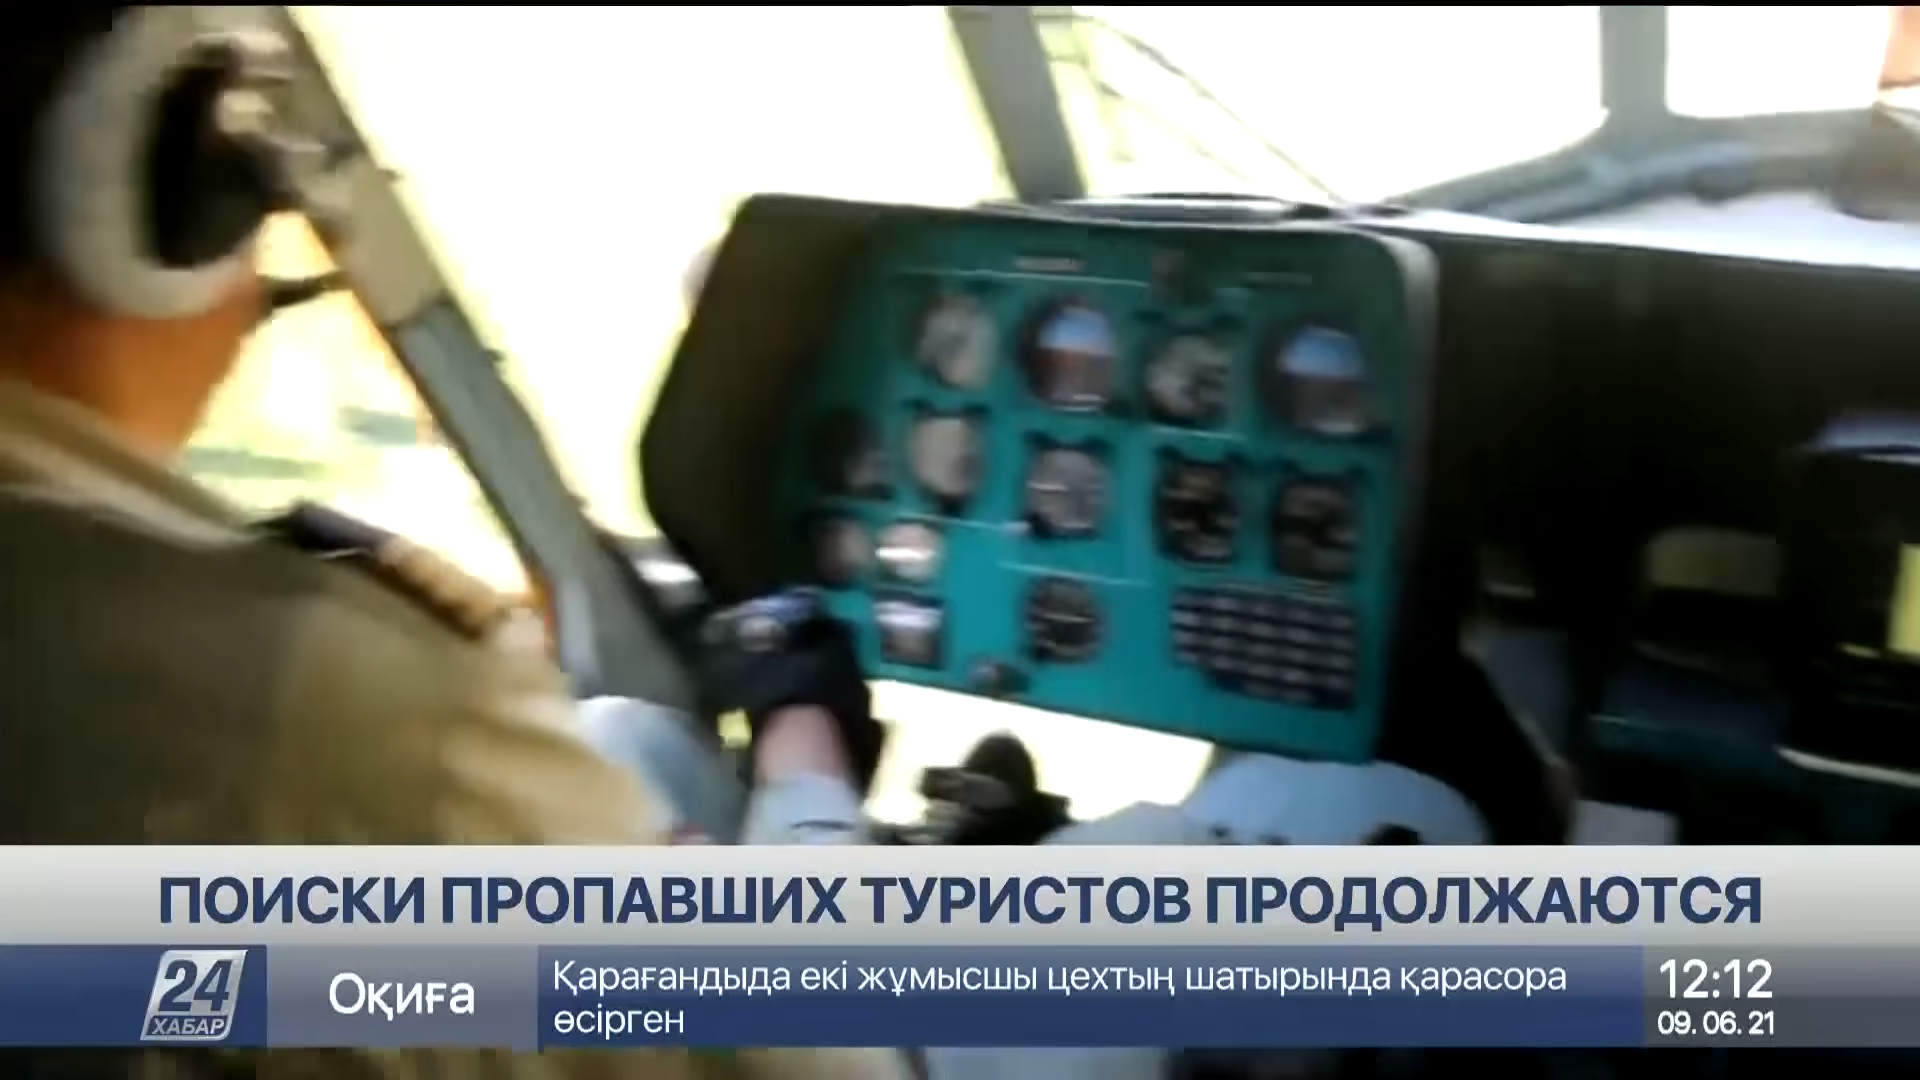 ПОИСКИ ПРОПАВШИХ ТУРИСТОВ ПРОДОЛЖАЮТСЯ
24
ХАБАР
Оқиға
Қарағандыда екі жұмысшы цехтың шатырында қарасора
өсірген
12:12
09. 06. 21